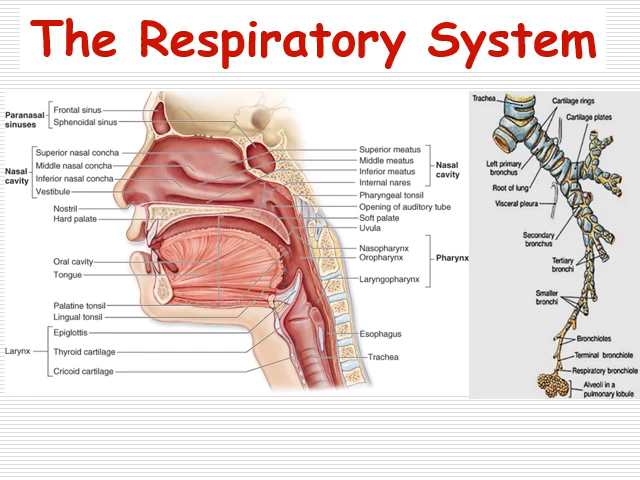 The Respiratory System
Paranasal
sinuses
Frontal sinus
Sphenoidal sinus
Nasal
cavity
Superior nasal concha
Middle nasal concha
Inferior nasal concha
Vestibule
Nostril
Hard palate
Oral cavity
Tongue
Palatine tonsil
Lingual tonsil
Larynx
Epiglottis
Thyroid cartilage
Cricoid cartilage
Superior meatus
Middle meatus
Inferior meatus
Internal nares
Nasal
cavity
Pharyngeal tonsil
Opening of auditory tube
Soft palate
Uvula
Nasopharynx
Oropharynx
Laryngopharynx
Pharynx
Esophagus
Trachea
Trachea
Cartilage rings
Cartilage plates
Left primary
bronchus
Root of lung
Visceral pleura
Secondary
bronchus
Tertiary
bronchi
Smaller
bronchi
Bronchioles
Terminal bronchiole
Respiratory bronchiole
Alveoli in a
pulmonary lobule